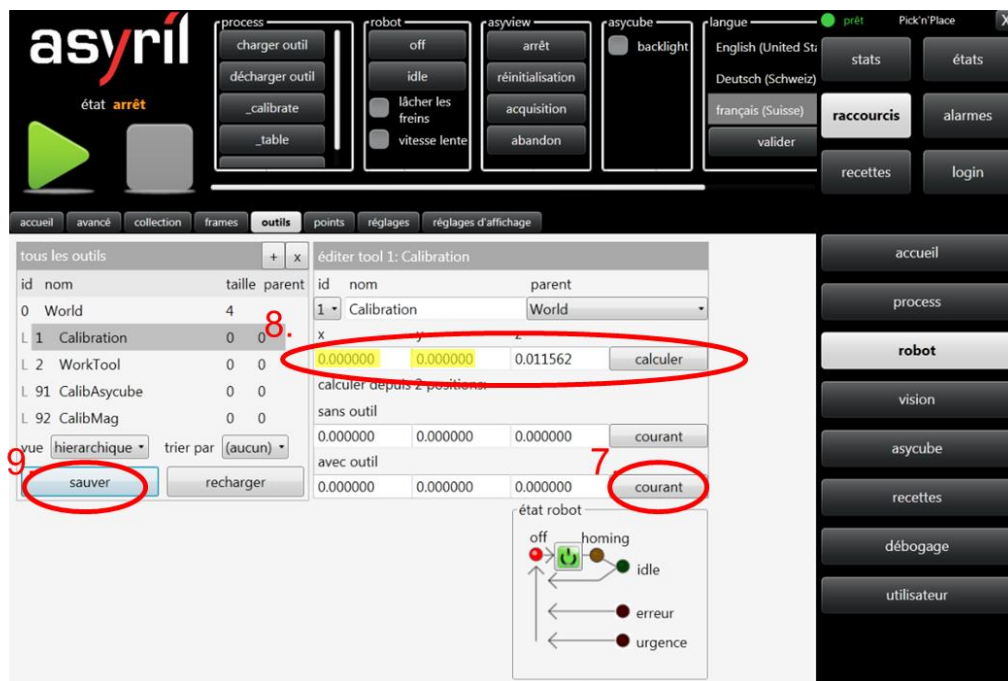 asyril
état arrêt
process
charger outil
décharger outil
_calibrate
_table
robot
off
idle
lâcher les
freins
vitesse lente
asyview
arrêt
réinitialisation
acquisition
abandon
asycube
backlight
langue
English (United Sta
Deutsch (Schweiz)
français (Suisse)
valider
prêt Pick'n'Place X
stats états
raccourcis alarmes
recettes login
accueil avancé collection frames outils points réglages réglages d'affichage
tous les outils + x
id nom taille parent
0 World 4
L 1 Calibration 0 0
L 2 WorkTool 0 0
L 91 CalibAsycube 0 0
L 92 CalibMag 0 0
vue hierarchique trier par (aucun)
9.
sauver recharger
éditer tool 1: Calibration
id nom parent
1 Calibration World
8.
x y z
0.000000 0.000000 0.011562 calculer
calculer depuis 2 positions:
sans outil
0.000000 0.000000 0.000000 courant
avec outil
7.
0.000000 0.000000 0.000000 courant
état robot
off homing
idle
erreur
urgence
accueil
process
robot
vision
asycube
recettes
débogage
utilisateur